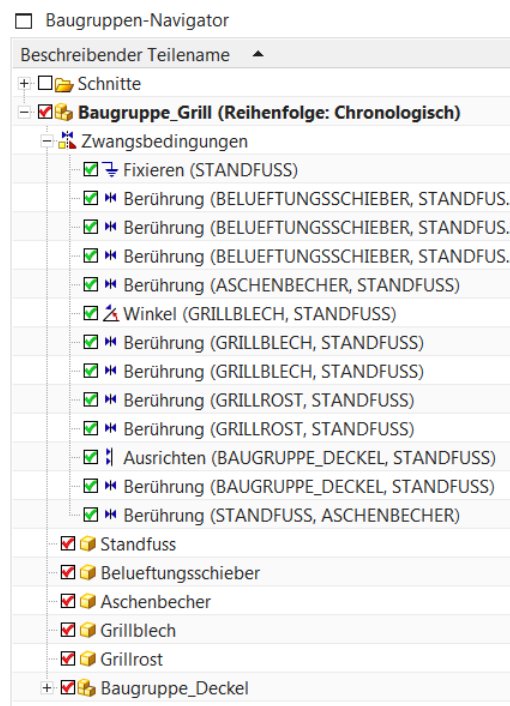 Baugruppen-Navigator
Beschreibender Teilename
Schnitte
Baugruppe_Grill (Reihenfolge: Chronologisch)
Zwangsbedingungen
Fixieren (STANDFUSS)
Berührung (BELUEFTUNGSSCHIEBER, STANDFUS...
Berührung (BELUEFTUNGSSCHIEBER, STANDFUS...
Berührung (BELUEFTUNGSSCHIEBER, STANDFUS...
Berührung (ASCHENBECHER, STANDFUSS)
Winkel (GRILLBLECH, STANDFUSS)
Berührung (GRILLBLECH, STANDFUSS)
Berührung (GRILLBLECH, STANDFUSS)
Berührung (GRILLROST, STANDFUSS)
Berührung (GRILLROST, STANDFUSS)
Ausrichten (BAUGRUPPE_DECKEL, STANDFUSS)
Berührung (BAUGRUPPE_DECKEL, STANDFUSS)
Berührung (STANDFUSS, ASCHENBECHER)
Standfuss
Belueftungsschieber
Aschenbecher
Grillblech
Grillrost
Baugruppe_Deckel